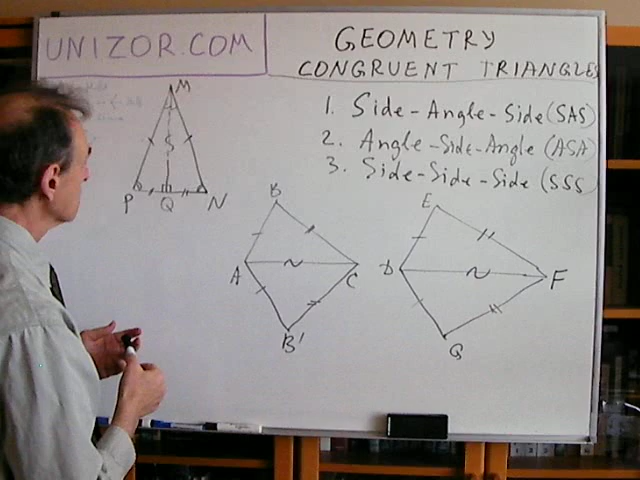 UNIZOR.COM
GEOMETRY
CONGRUENT TRIANGLES
1. Side-Angle-Side (SAS)
2. Angle-Side-Angle (ASA)
3. Side-Side-Side (SSS)
M
P Q N
B
A C
B'
E
D F
G